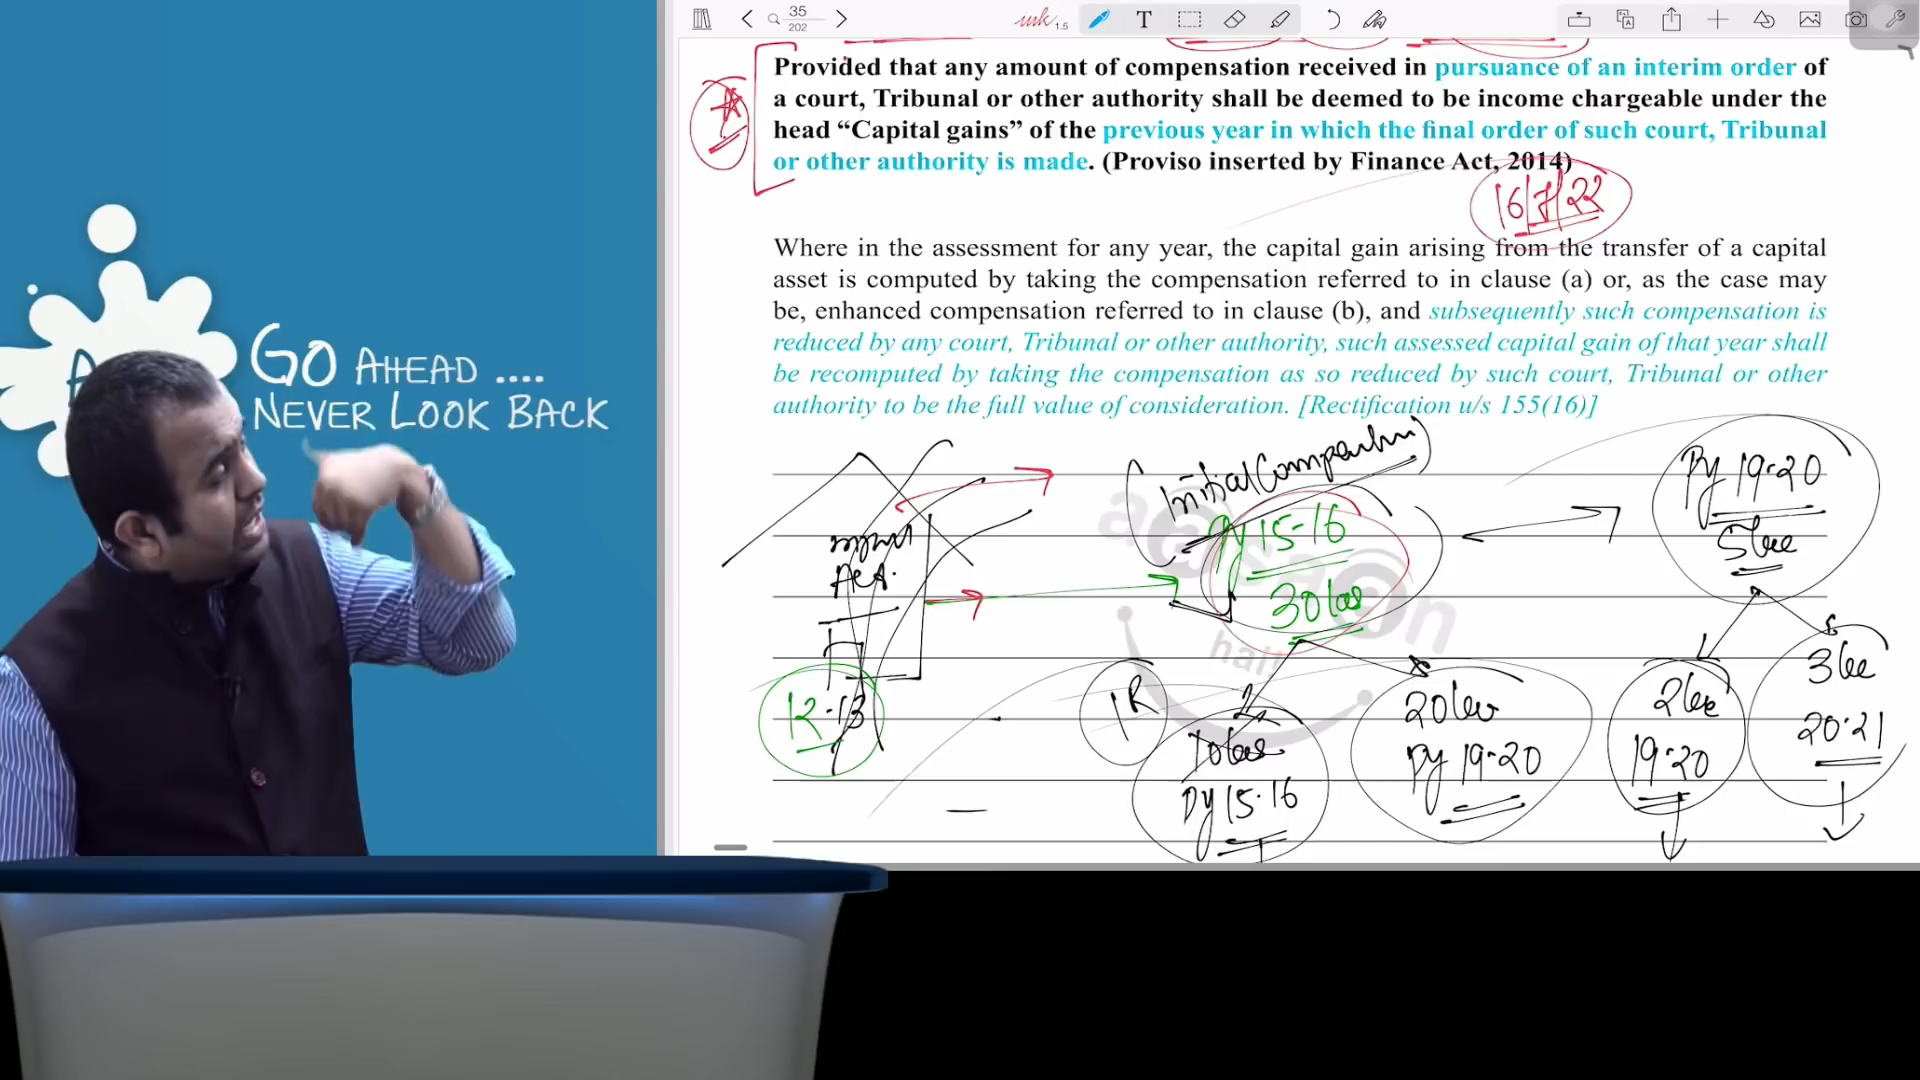 35
202
1.5
T
Provided that any amount of compensation received in pursuance of an interim order of
a court, Tribunal or other authority shall be deemed to be income chargeable under the
head “Capital gains” of the previous year in which the final order of such court, Tribunal
or other authority is made. (Proviso inserted by Finance Act, 2014)
16/7/22
Where in the assessment for any year, the capital gain arising from the transfer of a capital
asset is computed by taking the compensation referred to in clause (a) or, as the case may
be, enhanced compensation referred to in clause (b), and subsequently such compensation is
reduced by any court, Tribunal or other authority, such assessed capital gain of that year shall
be recomputed by taking the compensation as so reduced by such court, Tribunal or other
authority to be the full value of consideration. [Rectification u/s 155(16)]
GO AHEAD ....
NEVER LOOK BACK
Initial
Py 15-16
30 lac
Py 19-20
5 lac
12-13
1R
10 lac
Py 15-16
20 lac
Py 19-20
2 lac
19-20
3 lac
20-21